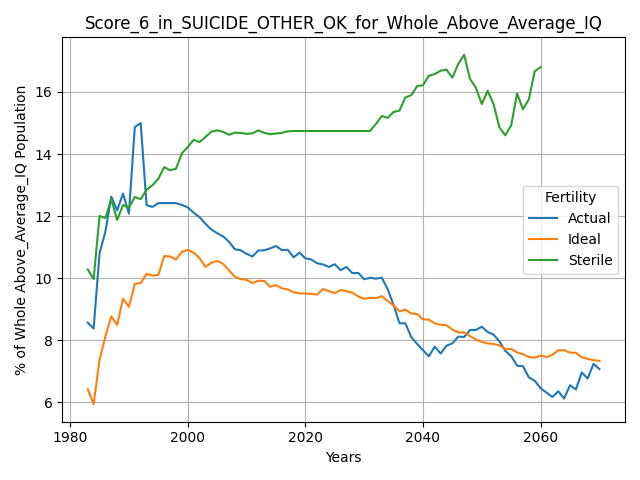 Score_6_in_SUICIDE_OTHER_OK_for_Whole_Above_Average_IQ
% of Whole Above_Average_IQ Population
16
14
12
10
8
6
Fertility
Actual
Ideal
Sterile
1980
2000
2020
2040
2060
Years